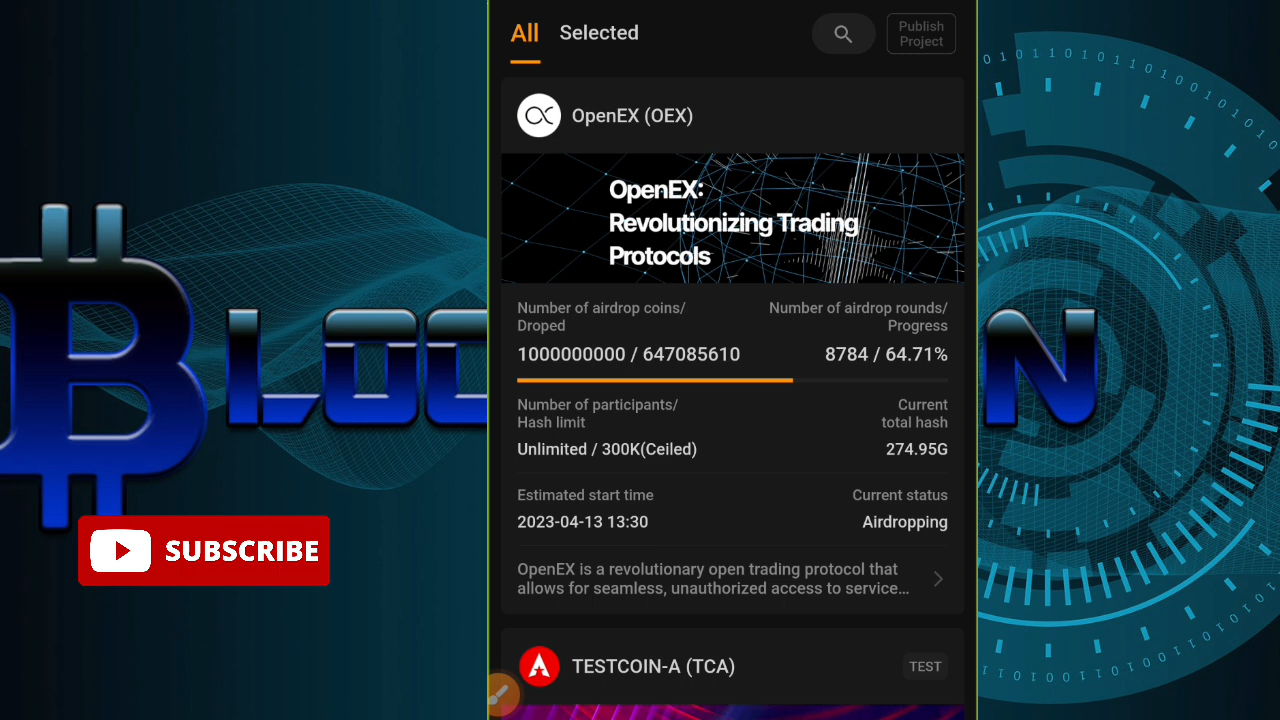 All Selected
Publish
Project
OpenEX (OEX)
OpenEX:
Revolutionizing Trading
Protocols
Number of airdrop coins/
Droped
Number of airdrop rounds/
Progress
1000000000 / 647085610
8784 / 64.71%
Number of participants/
Hash limit
Current
total hash
Unlimited / 300K(Ceiled)
274.95G
Estimated start time
Current status
2023-04-13 13:30
Airdropping
OpenEX is a revolutionary open trading protocol that
allows for seamless, unauthorized access to service...
TESTCOIN-A (TCA)
TEST
SUBSCRIBE